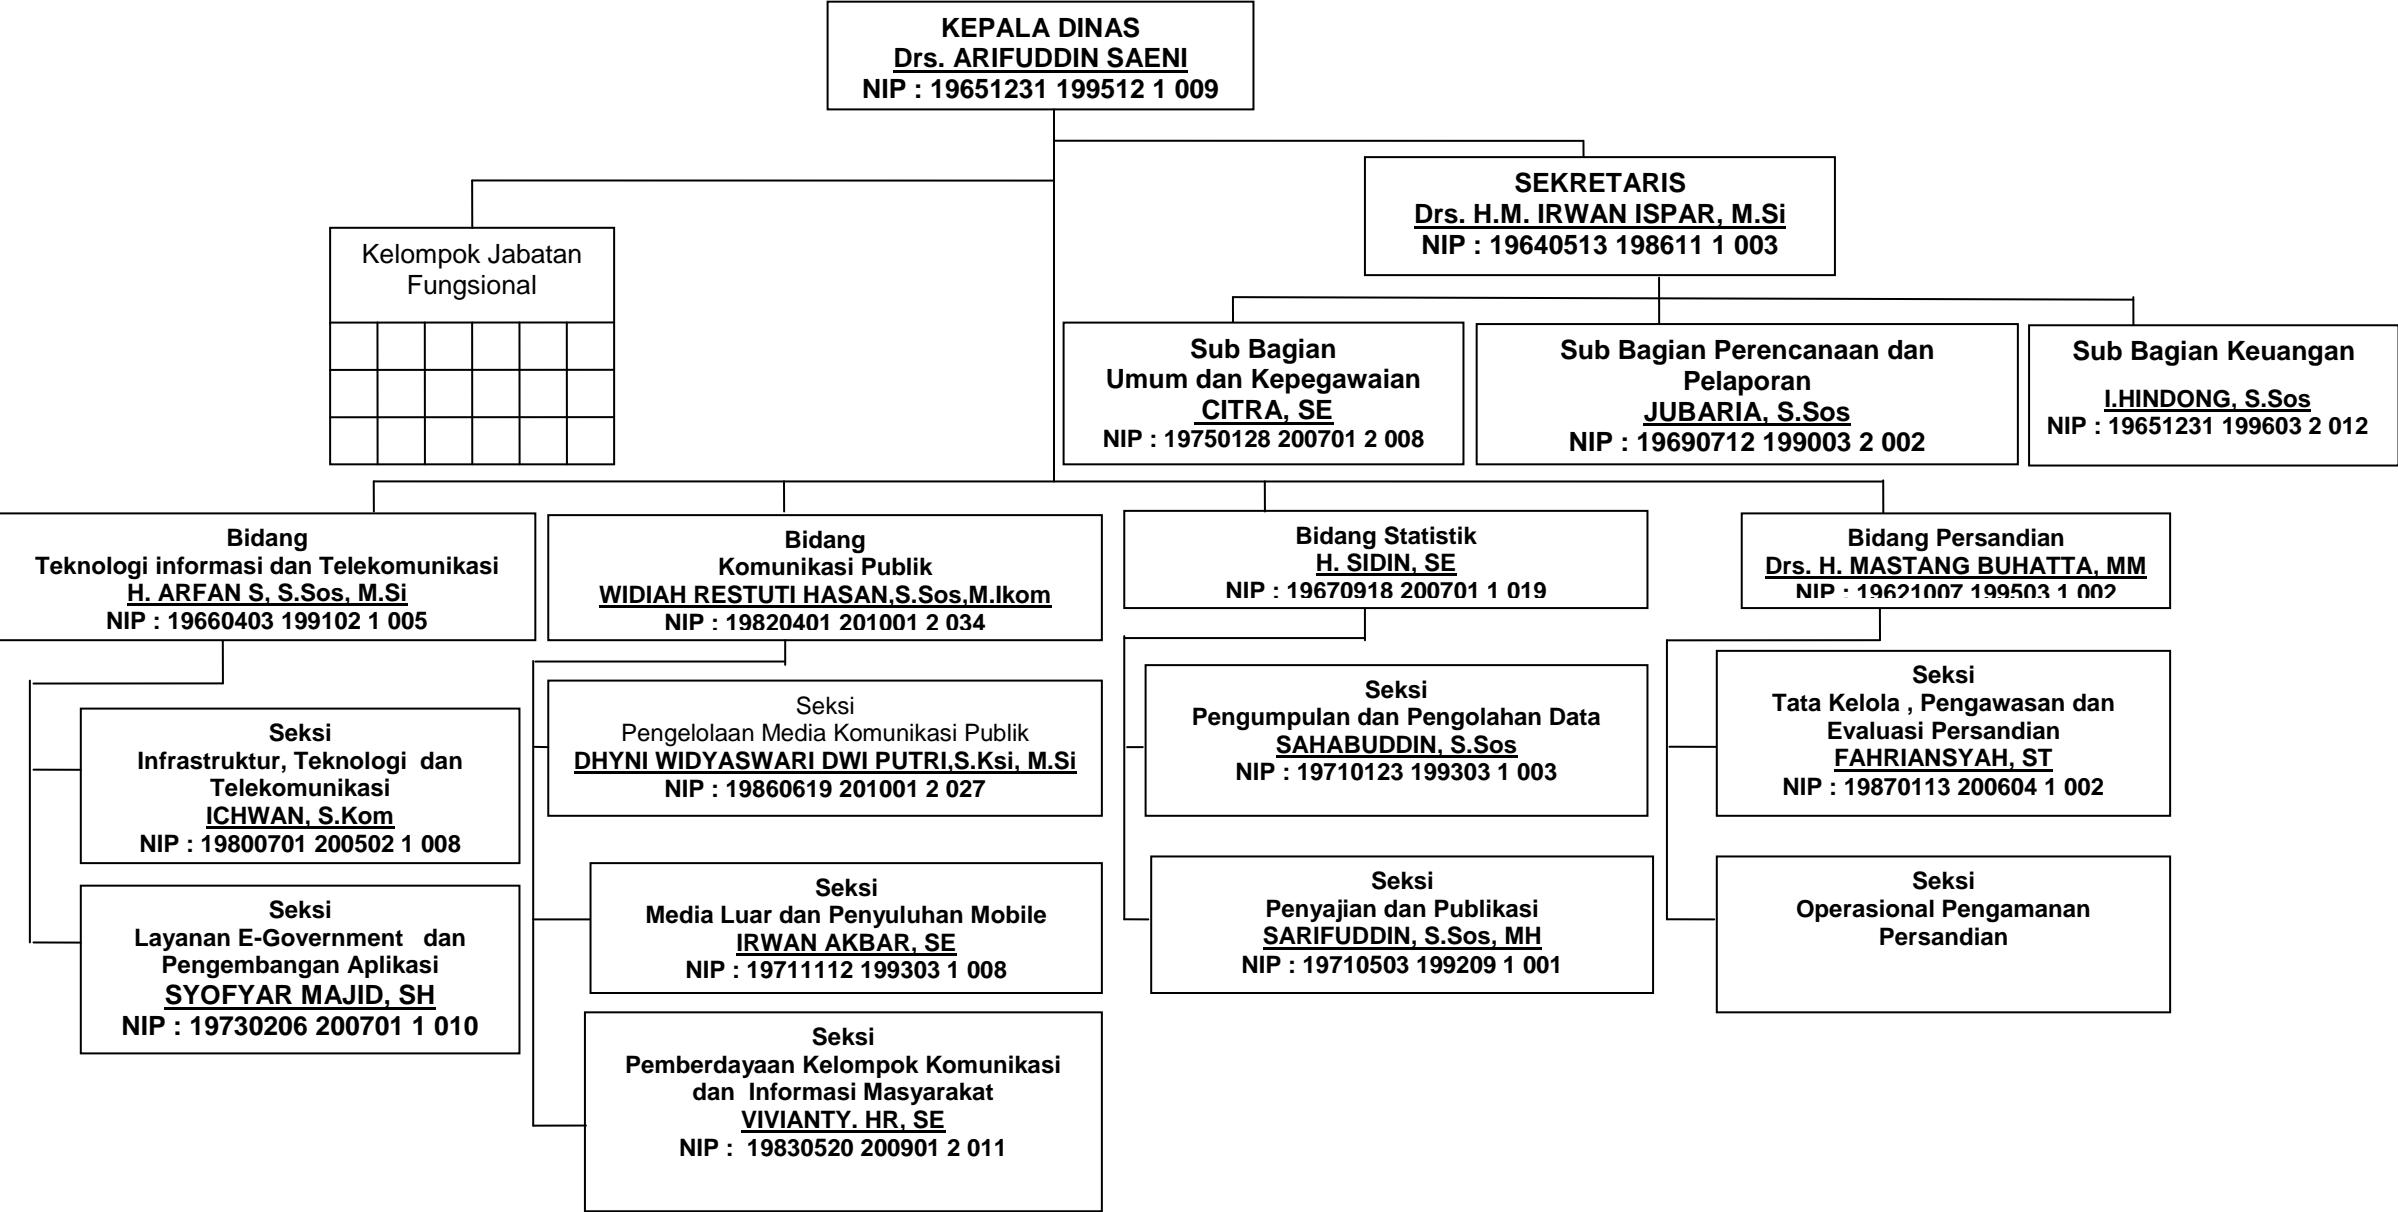 KEPALA DINAS
Drs. ARIFUDDIN SAENI
NIP : 19651231 199512 1 009
SEKRETARIS
Drs. H.M. IRWAN ISPAR, M.Si
NIP : 19640513 198611 1 003
Kelompok Jabatan
Fungsional
Sub Bagian
Umum dan Kepegawaian
CITRA, SE
NIP : 19750128 200701 2 008
Sub Bagian Perencanaan dan
Pelaporan
JUBARIA, S.Sos
NIP : 19690712 199003 2 002
Sub Bagian Keuangan
I.HINDONG, S.Sos
NIP : 19651231 199603 2 012
Bidang
Teknologi informasi dan Telekomunikasi
H. ARFAN S, S.Sos, M.Si
NIP : 19660403 199102 1 005
Bidang
Komunikasi Publik
WIDIAH RESTUTI HASAN,S.Sos,M.Ikom
NIP : 19820401 201001 2 034
Bidang Statistik
H. SIDIN, SE
NIP : 19670918 200701 1 019
Bidang Persandian
Drs. H. MASTANG BUHATTA, MM
NIP : 19621007 199503 1 002
Seksi
Infrastruktur, Teknologi  dan
Telekomunikasi
ICHWAN, S.Kom
NIP : 19800701 200502 1 008
Seksi
Layanan E-Government   dan
Pengembangan Aplikasi
SYOFYAR MAJID, SH
NIP : 19730206 200701 1 010
Seksi
Pengelolaan Media Komunikasi Publik
DHYNI WIDYASWARI DWI PUTRI,S.Ksi, M.Si
NIP : 19860619 201001 2 027
Seksi
Media Luar dan Penyuluhan Mobile
IRWAN AKBAR, SE
NIP : 19711112 199303 1 008
Seksi
Pemberdayaan Kelompok Komunikasi
dan  Informasi Masyarakat
VIVIANTY. HR, SE
NIP :  19830520 200901 2 011
Seksi
Pengumpulan dan Pengolahan Data
SAHABUDDIN, S.Sos
NIP : 19710123 199303 1 003
Seksi
Penyajian dan Publikasi
SARIFUDDIN, S.Sos, MH
NIP : 19710503 199209 1 001
Seksi
Tata Kelola , Pengawasan dan
Evaluasi Persandian
FAHRIANSYAH, ST
NIP : 19870113 200604 1 002
Seksi
Operasional Pengamanan
Persandian